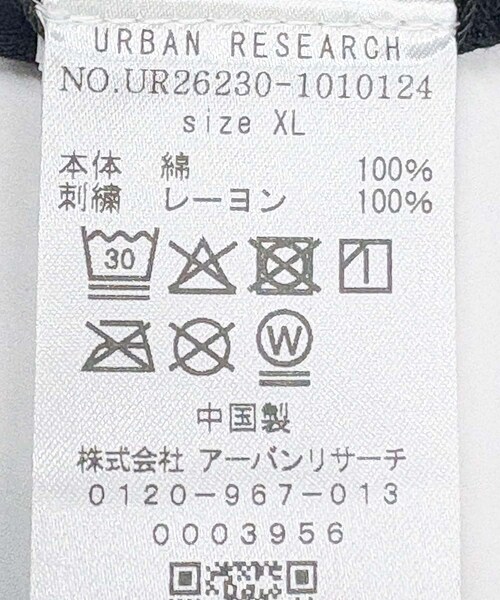 URBAN RESEARCH
NO.UR26230-1010124
size XL
本体 綿 100%
刺繍 レーヨン 100%
30
W
中国製
株式会社 アーバンリサーチ
0120-967-013
0003956